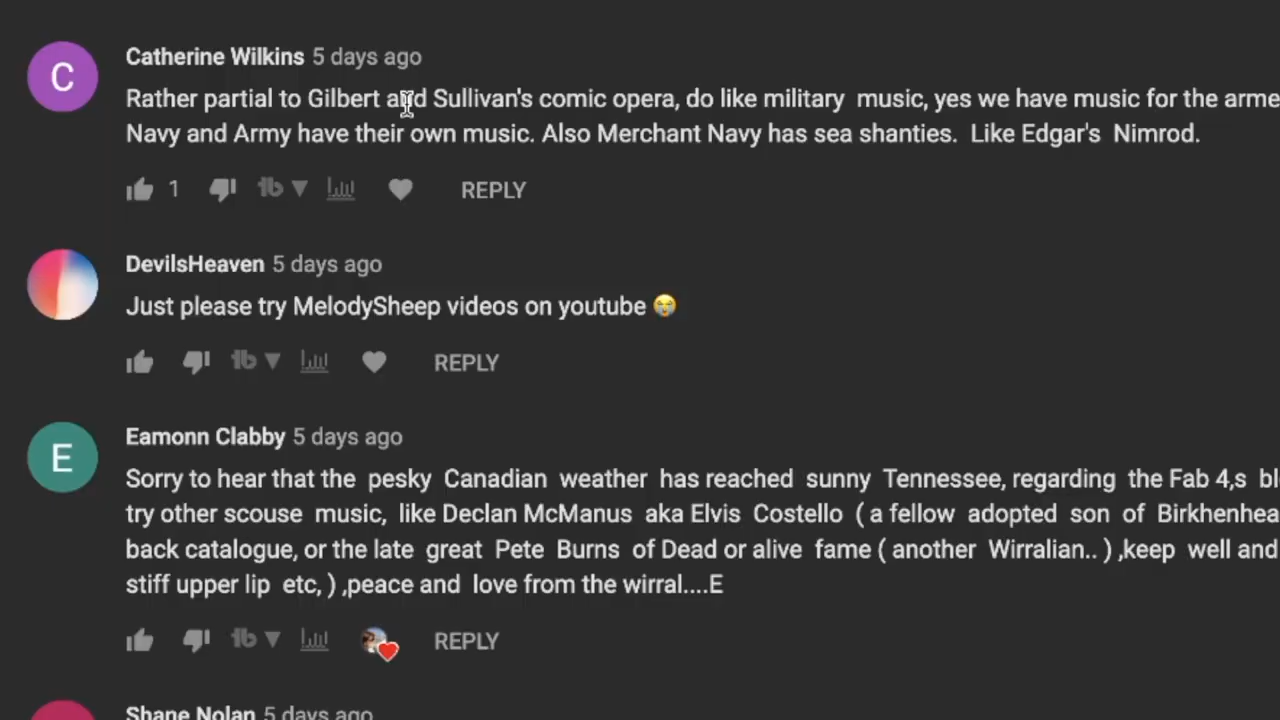 C
Catherine Wilkins 5 days ago
Rather partial to Gilbert and Sullivan's comic opera, do like military music, yes we have music for the
Navy and Army have their own music. Also Merchant Navy has sea shanties. Like Edgar's Nimrod.
1 REPLY
DevilsHeaven 5 days ago
Just please try MelodySheep videos on youtube 😭
REPLY
E
Eamonn Clabby 5 days ago
Sorry to hear that the pesky Canadian weather has reached sunny Tennessee, regarding the Fab 4,s
try other scouse music, like Declan McManus aka Elvis Costello ( a fellow adopted son of
back catalogue, or the late great Pete Burns of Dead or alive fame ( another Wirralian.. ) ,keep well and
stiff upper lip etc, ) ,peace and love from the wirral....E
REPLY
Shane Nolan 5 days ago